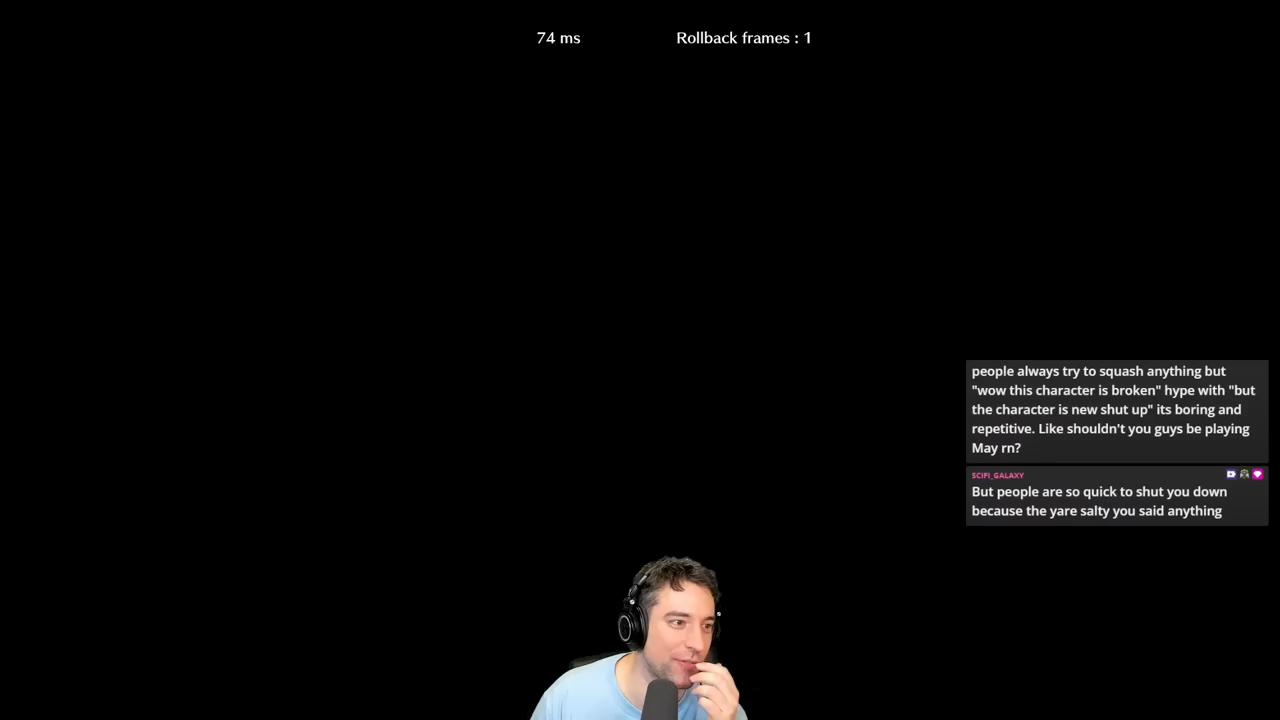 74 ms Rollback frames : 1
people always try to squash anything but
"wow this character is broken" hype with "but
the character is new shut up" its boring and
repetitive. Like shouldn't you guys be playing
May rn?
SCIFI_GALAXY
But people are so quick to shut you down
because the yare salty you said anything